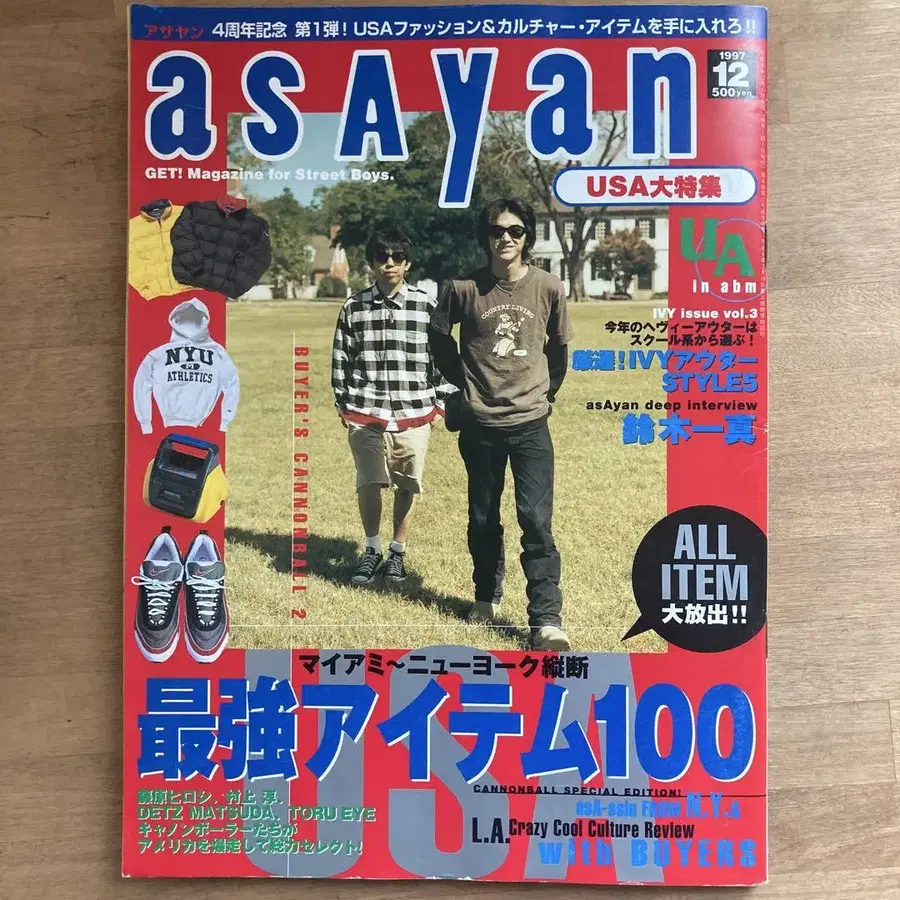 アサヤン 4周年記念 第1弾!USAファッション&カルチャー・アイテムを手に入れろ!!
asAyan
1997
12
500yen
GET! Magazine for Street Boys.
USA大特集
UA
in abm
IVY issue vol.3
今年のヘヴィーアウターは
スクール系から選ぶ!
厳選!IVYアウター
STYLE5
asAyan deep interview
鈴木一真
COUNTRY LIVING
NYU
ATHLETICS
BUYER'S CANNONBALL 2
ALL
ITEM
大放出!!
マイアミ〜ニューヨーク縦断
最強アイテム100
USA
藤原ヒロシ、村上 淳、
DETZ MATSUDA、TORU EYE
キャノンボーラーたちが
アメリカを爆走して総力セレクト!
CANNONBALL SPECIAL EDITION!
asA-ssin From N.Y. &
L.A. Crazy Cool Culture Review
with BUYERS